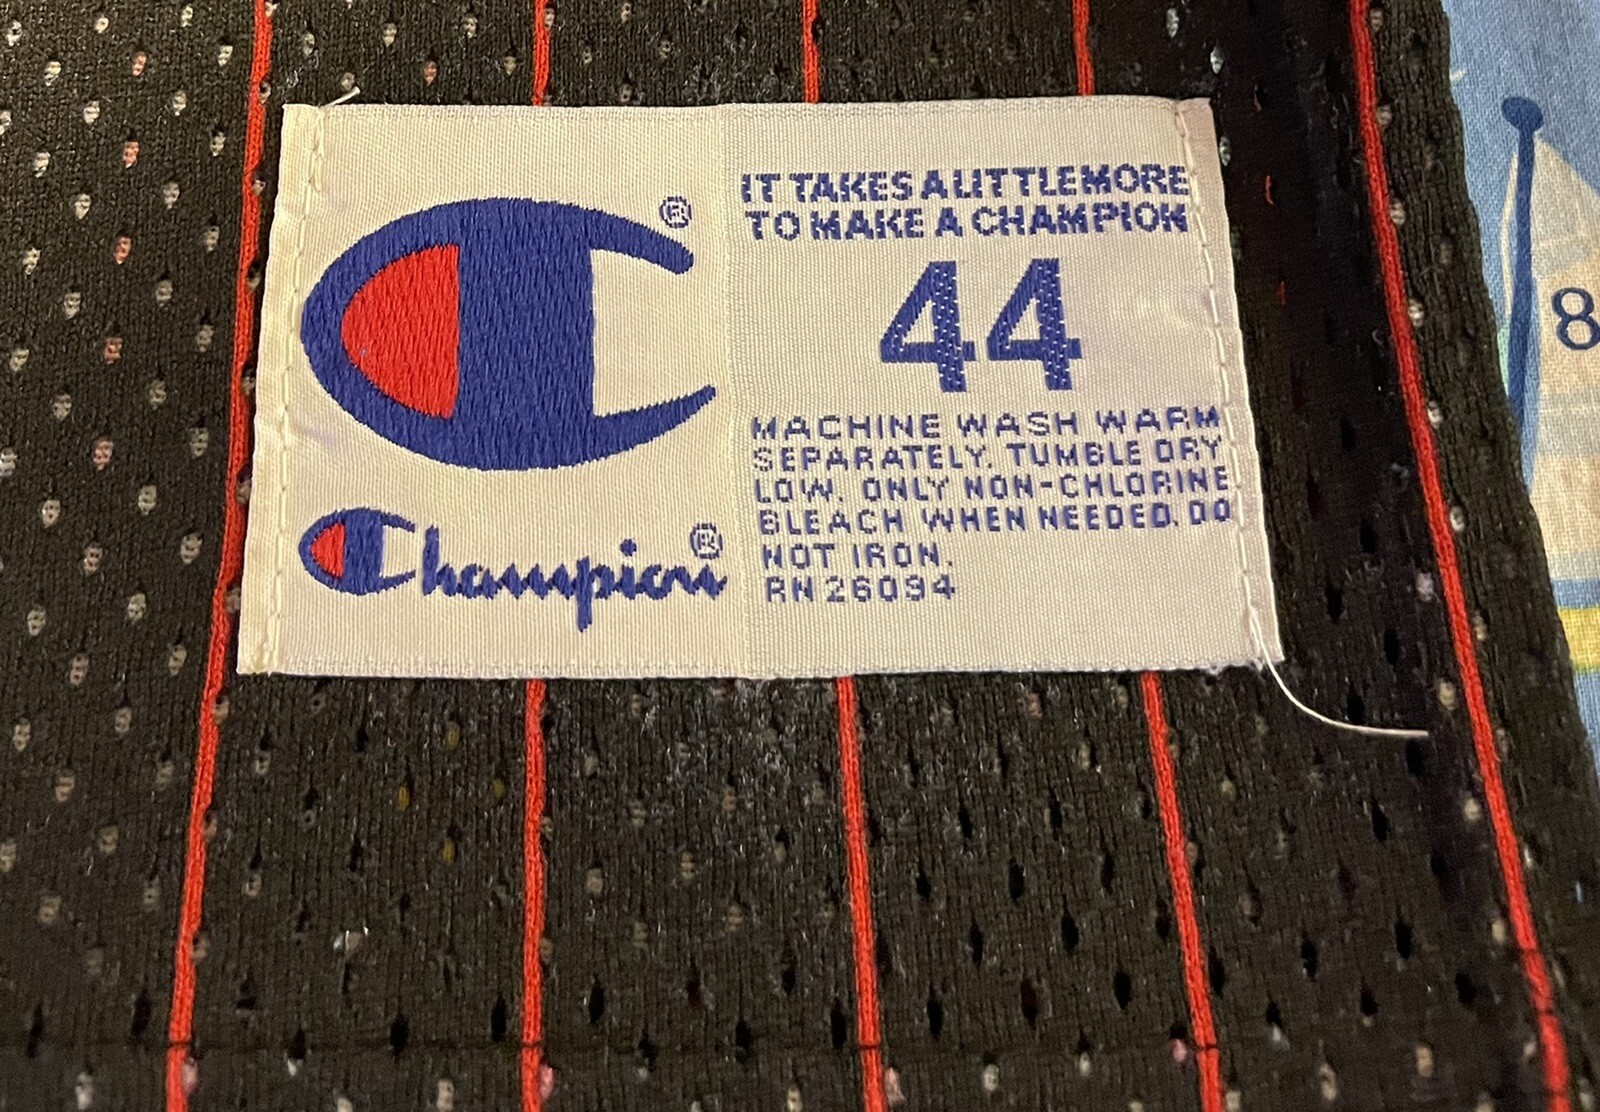 ®
IT TAKES A LITTLE MORE
TO MAKE A CHAMPION
44
MACHINE WASH WARM
SEPARATELY. TUMBLE DRY
LOW. ONLY NON-CHLORINE
BLEACH WHEN NEEDED. DO
NOT IRON.
RN 26094
Champion®
8